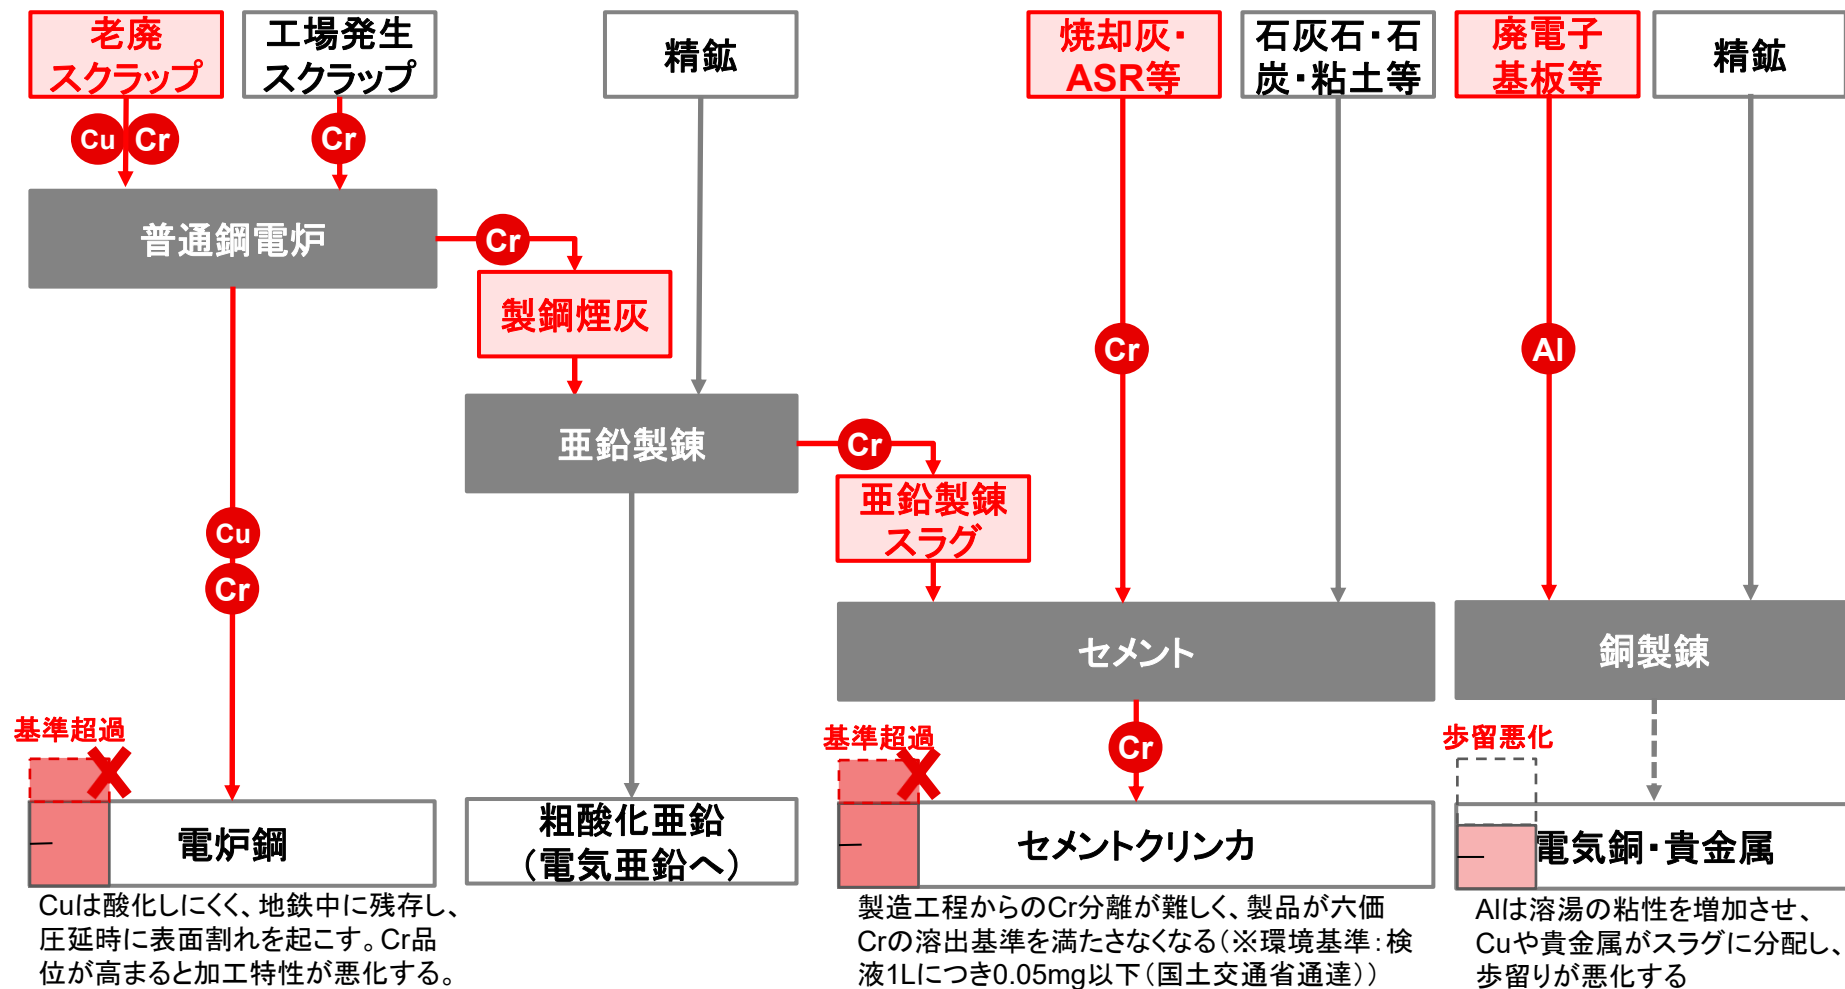 老廃
スクラップ
工場発生
スクラップ
精鉱
焼却灰・
ASR等
石灰石・石
炭・粘土等
廃電子
基板等
精鉱
Cu
Cr
Cr
普通鋼電炉
Cr
製鋼煙灰
Cr
Al
亜鉛製錬
Cr
亜鉛製錬
スラグ
Cu
Cr
セメント
銅製錬
基準超過
基準超過
Cr
歩留悪化
電炉鋼
粗酸化亜鉛
（電気亜鉛へ）
セメントクリンカ
電気銅・貴金属
Cuは酸化しにくく、地鉄中に残存し、
圧延時に表面割れを起こす。Cr品
位が高まると加工特性が悪化する。
製造工程からのCr分離が難しく、製品が六価
Crの溶出基準を満たさなくなる（※環境基準：検
液1Lにつき0.05mg以下（国土交通省通達））
Alは溶湯の粘性を増加させ、
Cuや貴金属がスラグに分配し、
歩留りが悪化する